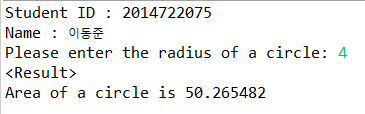 Student ID : 2014722075
Name : 이동준
Please enter the radius of a circle: 4
<Result>
Area of a circle is 50.265482